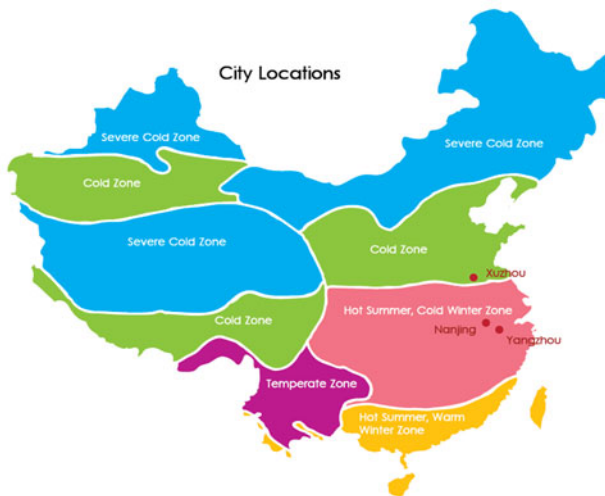 City Locations
Severe Cold Zone
Severe Cold Zone
Cold Zone
Severe Cold Zone
Cold Zone
Xuzhou
Cold Zone
Hot Summer, Cold Winter Zone
Nanjing
Yangzhou
Temperate Zone
Hot Summer, Warm
Winter Zone